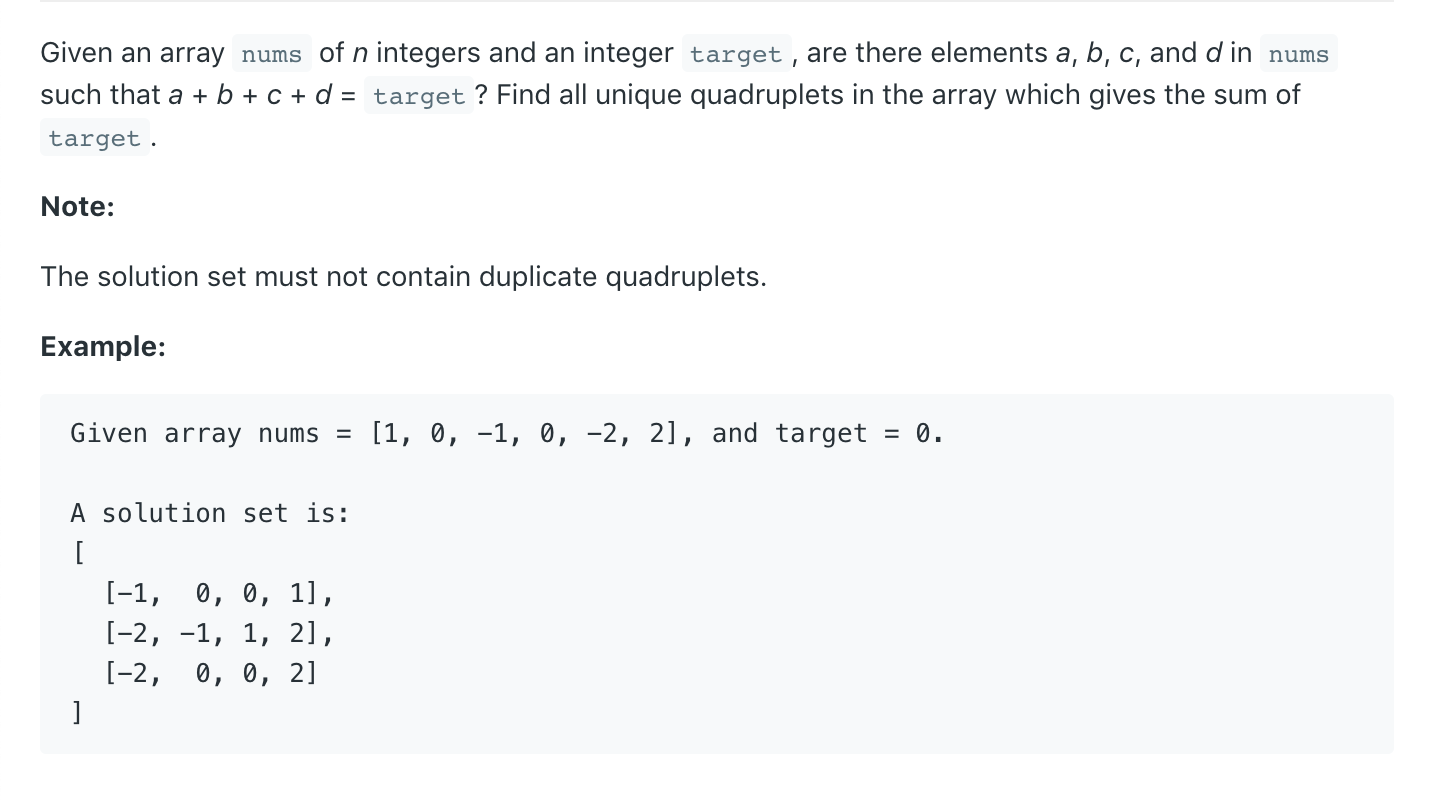 Given an array nums of n integers and an integer target , are there elements a, b, c, and d in nums
such that a + b + c + d = target ? Find all unique quadruplets in the array which gives the sum of
target .
Note:
The solution set must not contain duplicate quadruplets.
Example:
Given array nums = [1, 0, −1, 0, −2, 2], and target = 0.
A solution set is:
[
[−1, 0, 0, 1],
[−2, −1, 1, 2],
[−2, 0, 0, 2]
]